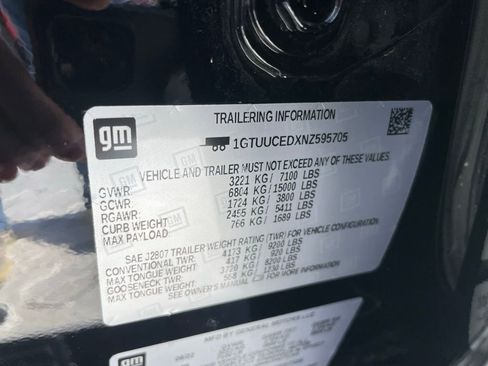 gm
TRAILERING INFORMATION
1GTUUCEDXNZ595705
VEHICLE AND TRAILER MUST NOT EXCEED ANY OF THESE VALUES
GVWR: 3221 KG/ 7100 LBS
GCWR: 6804 KG/ 15000 LBS
RGAWR: 1724 KG/ 3800 LBS
CURB WEIGHT: 2455 KG/ 5411 LBS
MAX PAYLOAD: 766 KG/ 1689 LBS
SAE J2807 TRAILER WEIGHT RATING (TWR) FOR VEHICLE CONFIGURATION
CONVENTIONAL TWR: 4173 KG/ 9200 LBS
MAX TONGUE WEIGHT: 417 KG/ 920 LBS
GOOSENECK TWR: 3720 KG/ 8200 LBS
MAX TONGUE WEIGHT: 558 KG/ 1230 LBS
SEE OWNER'S MANUAL FOR MORE INFORMATION
gm
MFD BY GENERAL MOTORS LLC